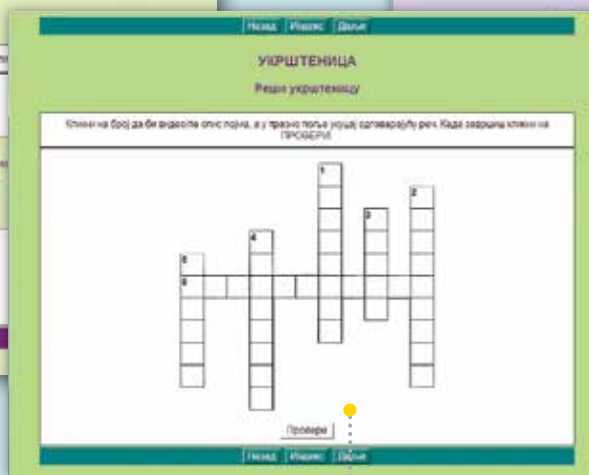 Назад Индекс Даље
УКРШТЕНИЦА
Реши укрштеницу
Кликни на број да би видео/ла опис појма, а у празно поље укуцај одговарајућу реч. Када завршиш кликни на
ПРОВЕРИ
1
2
3
4
5
6
Провери
Назад Индекс Даље